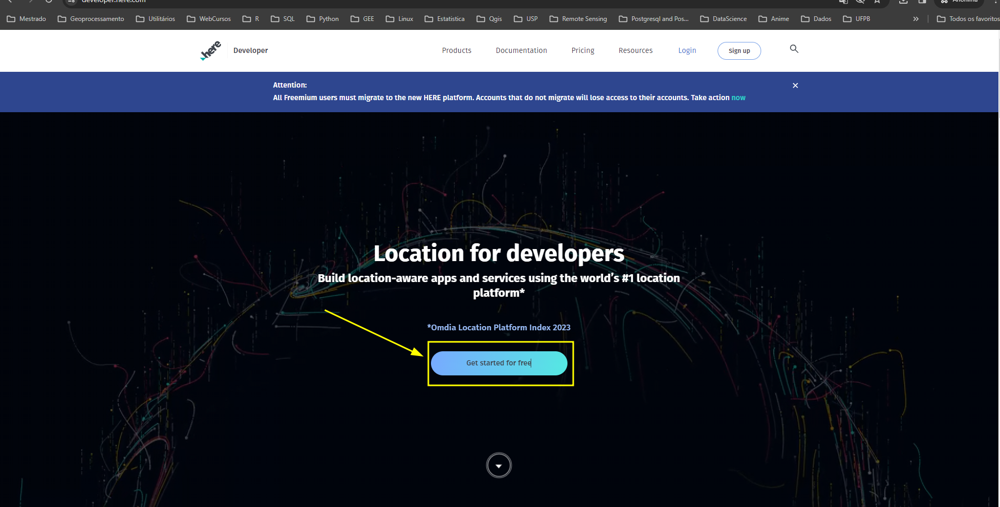 developer.here.com
Anônima
Mestrado Geoprocessamento Utilitários WebCursos R SQL Python GEE Linux Estatistica Qgis USP Remote Sensing Postgresql and Pos... DataScience Anime Dados UFPB » Todos os favoritos
here Developer Products Documentation Pricing Resources Login Sign up
Attention:
All Freemium users must migrate to the new HERE platform. Accounts that do not migrate will lose access to their accounts. Take action now
Location for developers
Build location-aware apps and services using the world’s #1 location
platform*
*Omdia Location Platform Index 2023
Get started for free